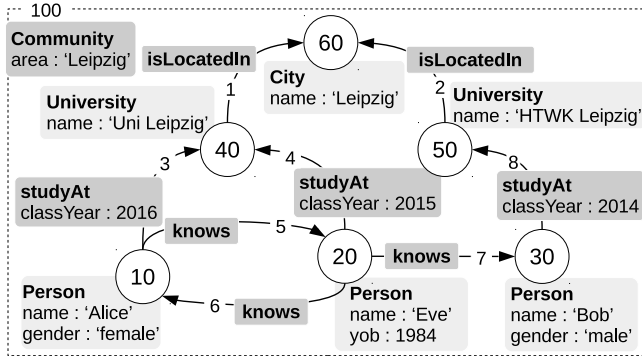 100
Community
area : ‘Leipzig’
isLocatedIn
60
isLocatedIn
City
name : ‘Leipzig’
1
2
University
name : ‘Uni Leipzig’
University
name : ‘HTWK Leipzig’
40
50
3
4
8
studyAt
classYear : 2016
studyAt
classYear : 2015
studyAt
classYear : 2014
knows
5
10
20
knows
7
30
6
knows
Person
name : ‘Alice’
gender : ‘female’
Person
name : ‘Eve’
yob : 1984
Person
name : ‘Bob’
gender : ‘male’